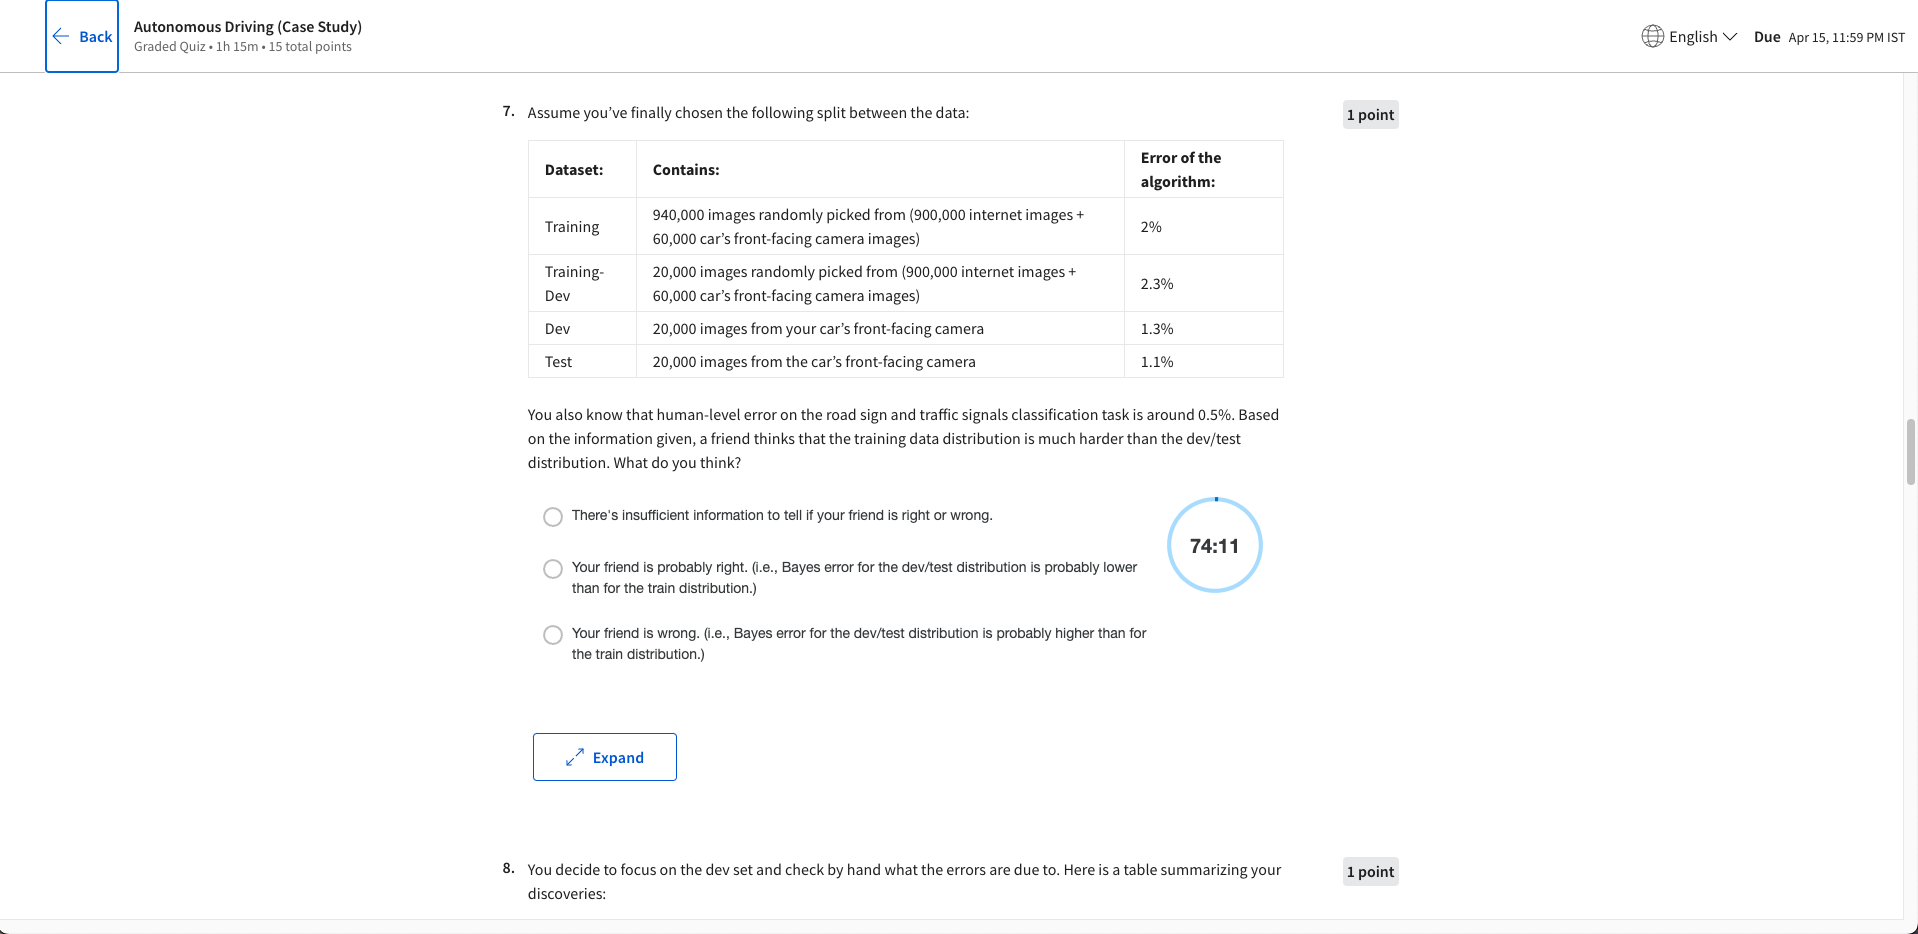 Back
Autonomous Driving (Case Study)
Graded Quiz • 1h 15m • 15 total points
English
Due Apr 15, 11:59 PM IST
7. Assume you’ve finally chosen the following split between the data:
1 point
Dataset:
Contains:
Error of the
algorithm:
Training
940,000 images randomly picked from (900,000 internet images +
60,000 car’s front-facing camera images)
2%
Training-
Dev
20,000 images randomly picked from (900,000 internet images +
60,000 car’s front-facing camera images)
2.3%
Dev
20,000 images from your car’s front-facing camera
1.3%
Test
20,000 images from the car’s front-facing camera
1.1%
You also know that human-level error on the road sign and traffic signals classification task is around 0.5%. Based
on the information given, a friend thinks that the training data distribution is much harder than the dev/test
distribution. What do you think?
There's insufficient information to tell if your friend is right or wrong.
Your friend is probably right. (i.e., Bayes error for the dev/test distribution is probably lower
than for the train distribution.)
Your friend is wrong. (i.e., Bayes error for the dev/test distribution is probably higher than for
the train distribution.)
74:11
Expand
8. You decide to focus on the dev set and check by hand what the errors are due to. Here is a table summarizing your
discoveries:
1 point